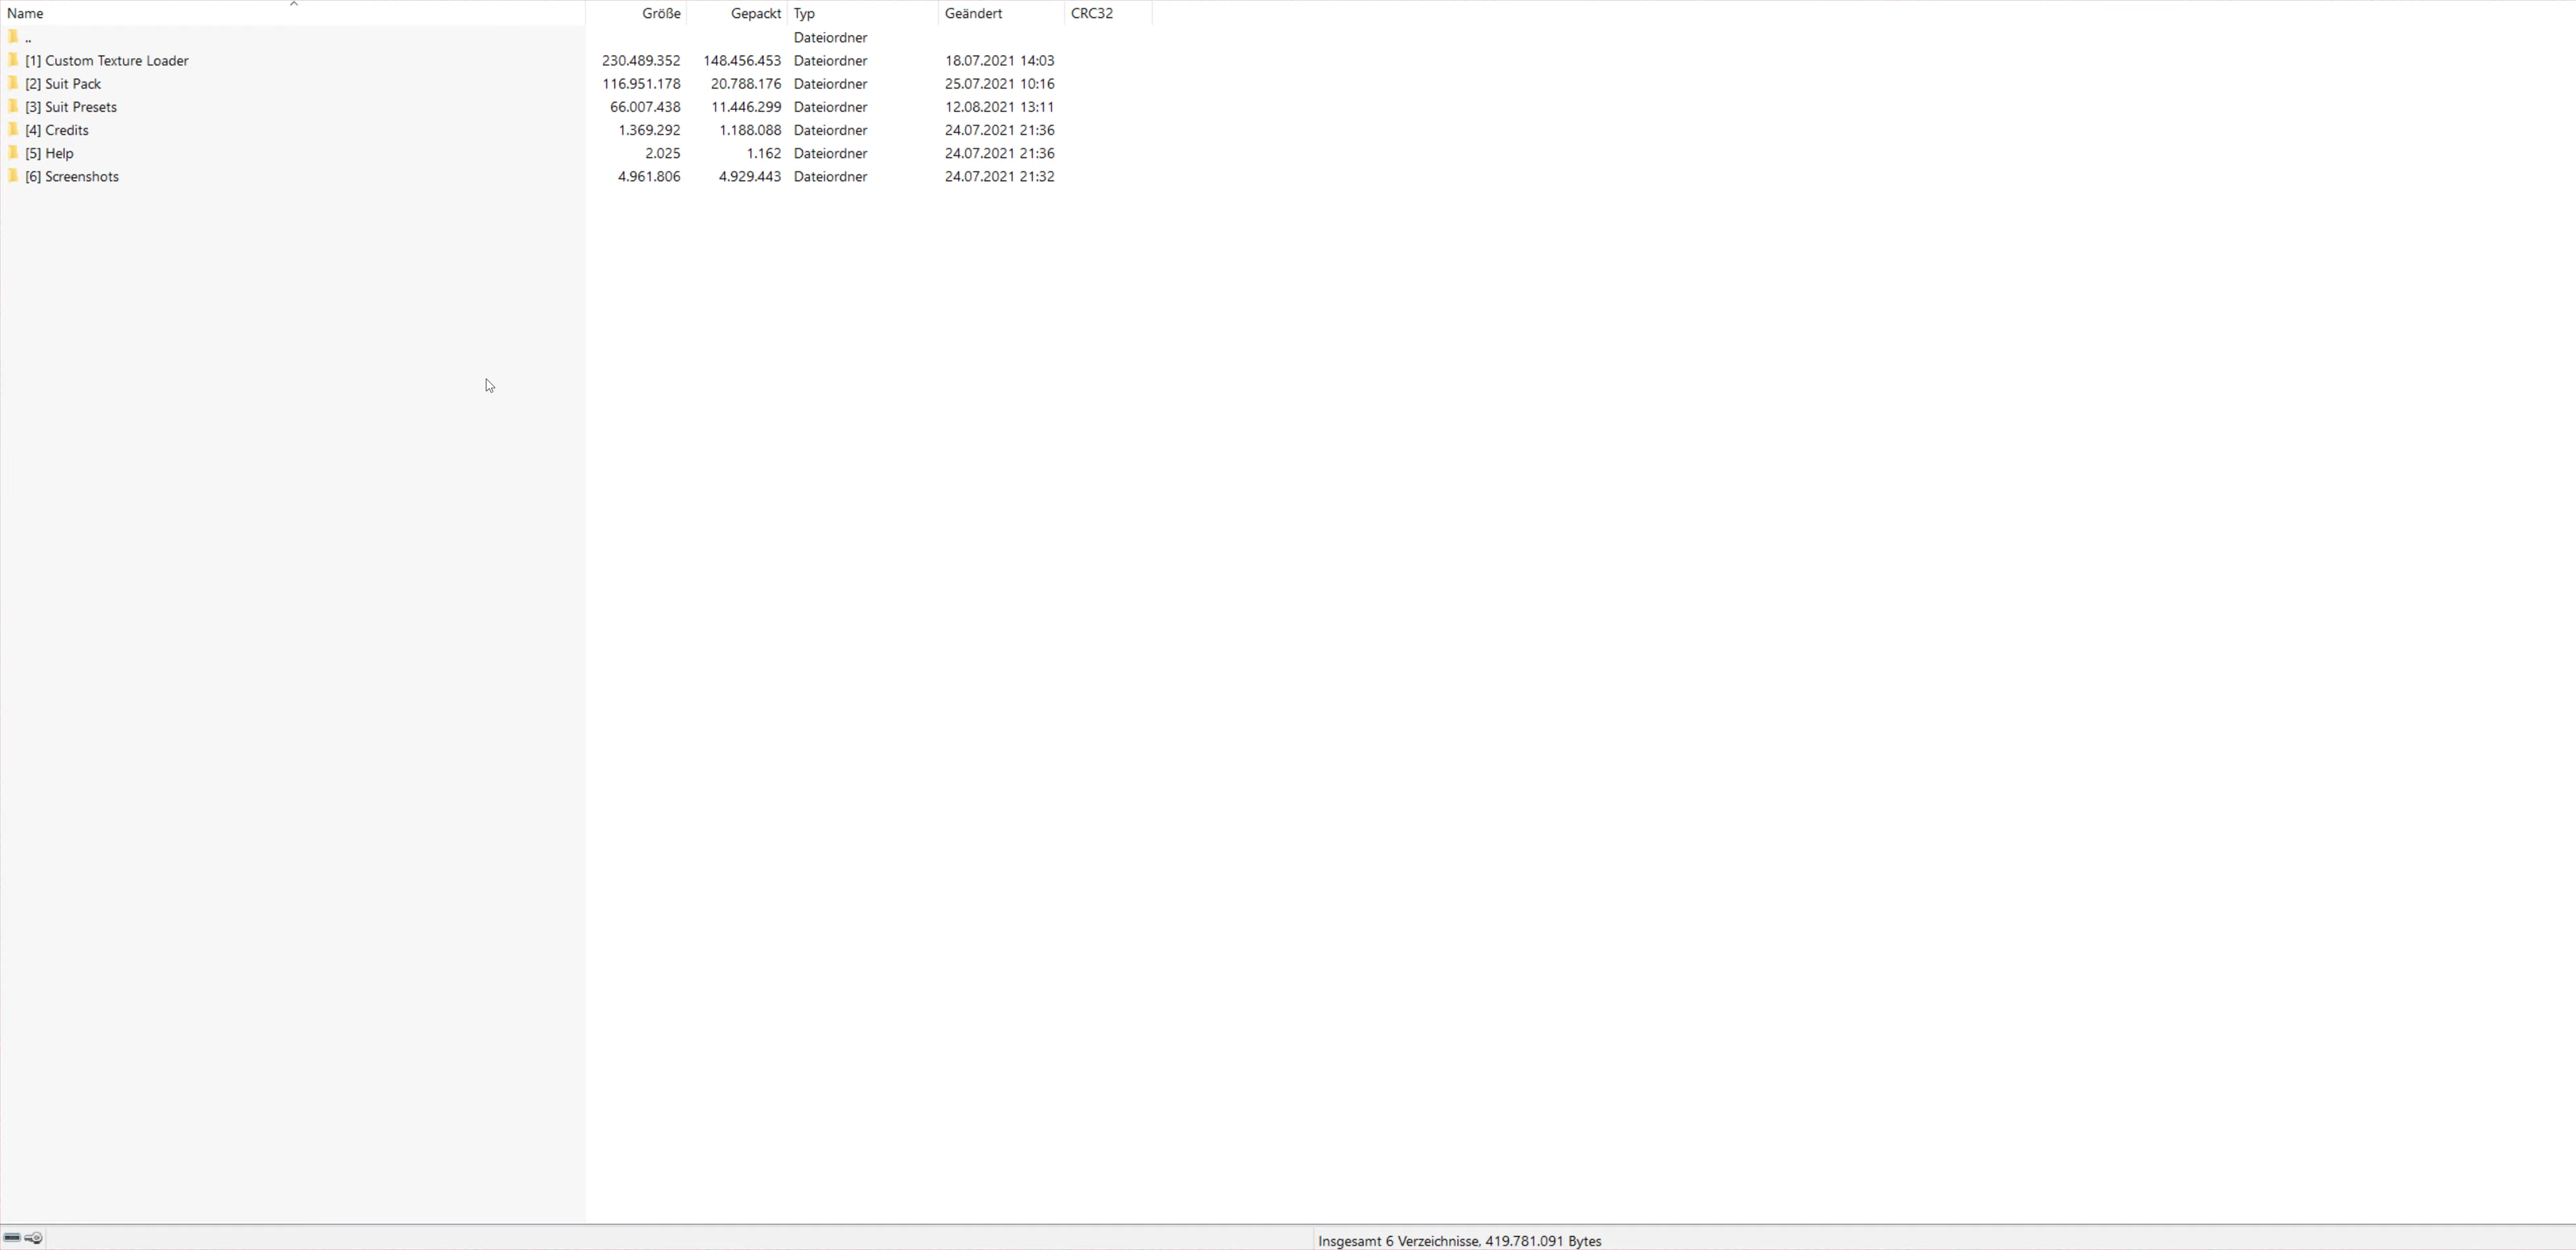 Name Größe Gepackt Typ Geändert CRC32
.. Dateiordner
[1] Custom Texture Loader 230.489.352 148.456.453 Dateiordner 18.07.2021 14:03
[2] Suit Pack 116.951.178 20.788.176 Dateiordner 25.07.2021 10:16
[3] Suit Presets 66.007.438 11.446.299 Dateiordner 12.08.2021 13:11
[4] Credits 1.369.292 1.188.088 Dateiordner 24.07.2021 21:36
[5] Help 2.025 1.162 Dateiordner 24.07.2021 21:36
[6] Screenshots 4.961.806 4.929.443 Dateiordner 24.07.2021 21:32
Insgesamt 6 Verzeichnisse, 419.781.091 Bytes